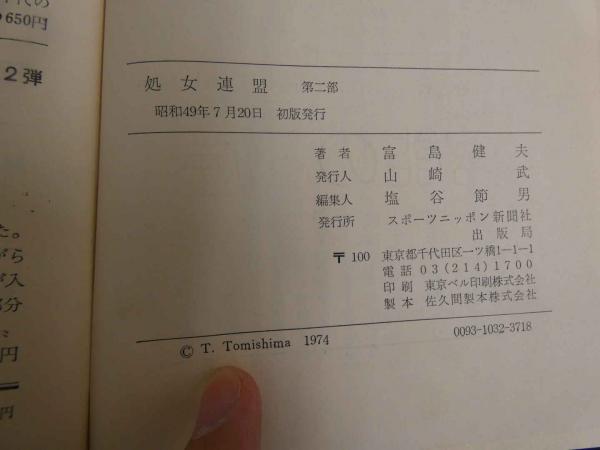 処女連盟 第二部
昭和49年7月20日 初版発行
著者 富島健夫
発行人 山崎武
編集人 塩谷節男
発行所 スポーツニッポン新聞社
出版局
〒100 東京都千代田区一ツ橋1-1-1
電話 03(214)1700
印刷 東京ベル印刷株式会社
製本 佐久間製本株式会社
0093-1032-3718
© T. Tomishima 1974
650円
2弾
た。
がら
が入
部分
円
円